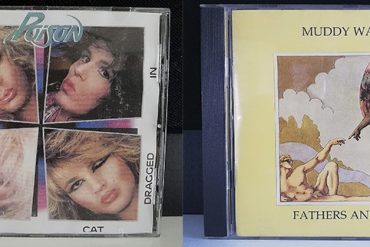 Poison
CAT
DRAGGED
IN
MUDDY WA
FATHERS AN